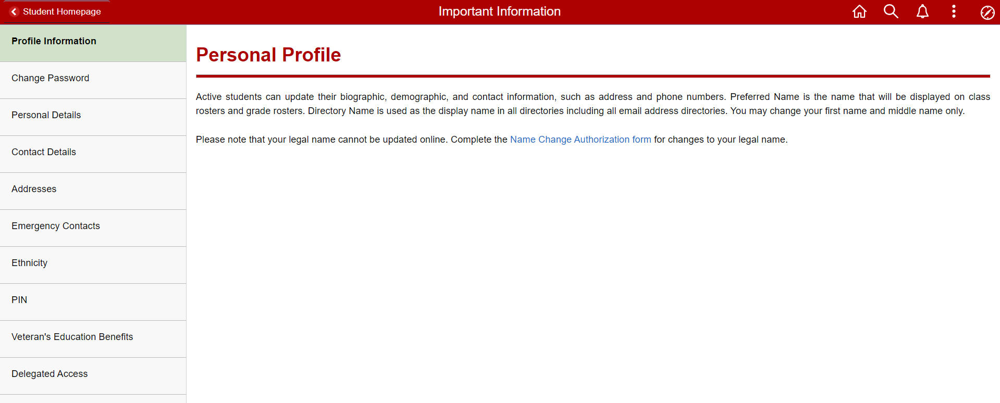 Student Homepage
Important Information
Profile Information
Change Password
Personal Details
Contact Details
Addresses
Emergency Contacts
Ethnicity
PIN
Veteran's Education Benefits
Delegated Access
Personal Profile
Active students can update their biographic, demographic, and contact information, such as address and phone numbers. Preferred Name is the name that will be displayed on class
rosters and grade rosters. Directory Name is used as the display name in all directories including all email address directories. You may change your first name and middle name only.
Please note that your legal name cannot be updated online. Complete the Name Change Authorization form for changes to your legal name.